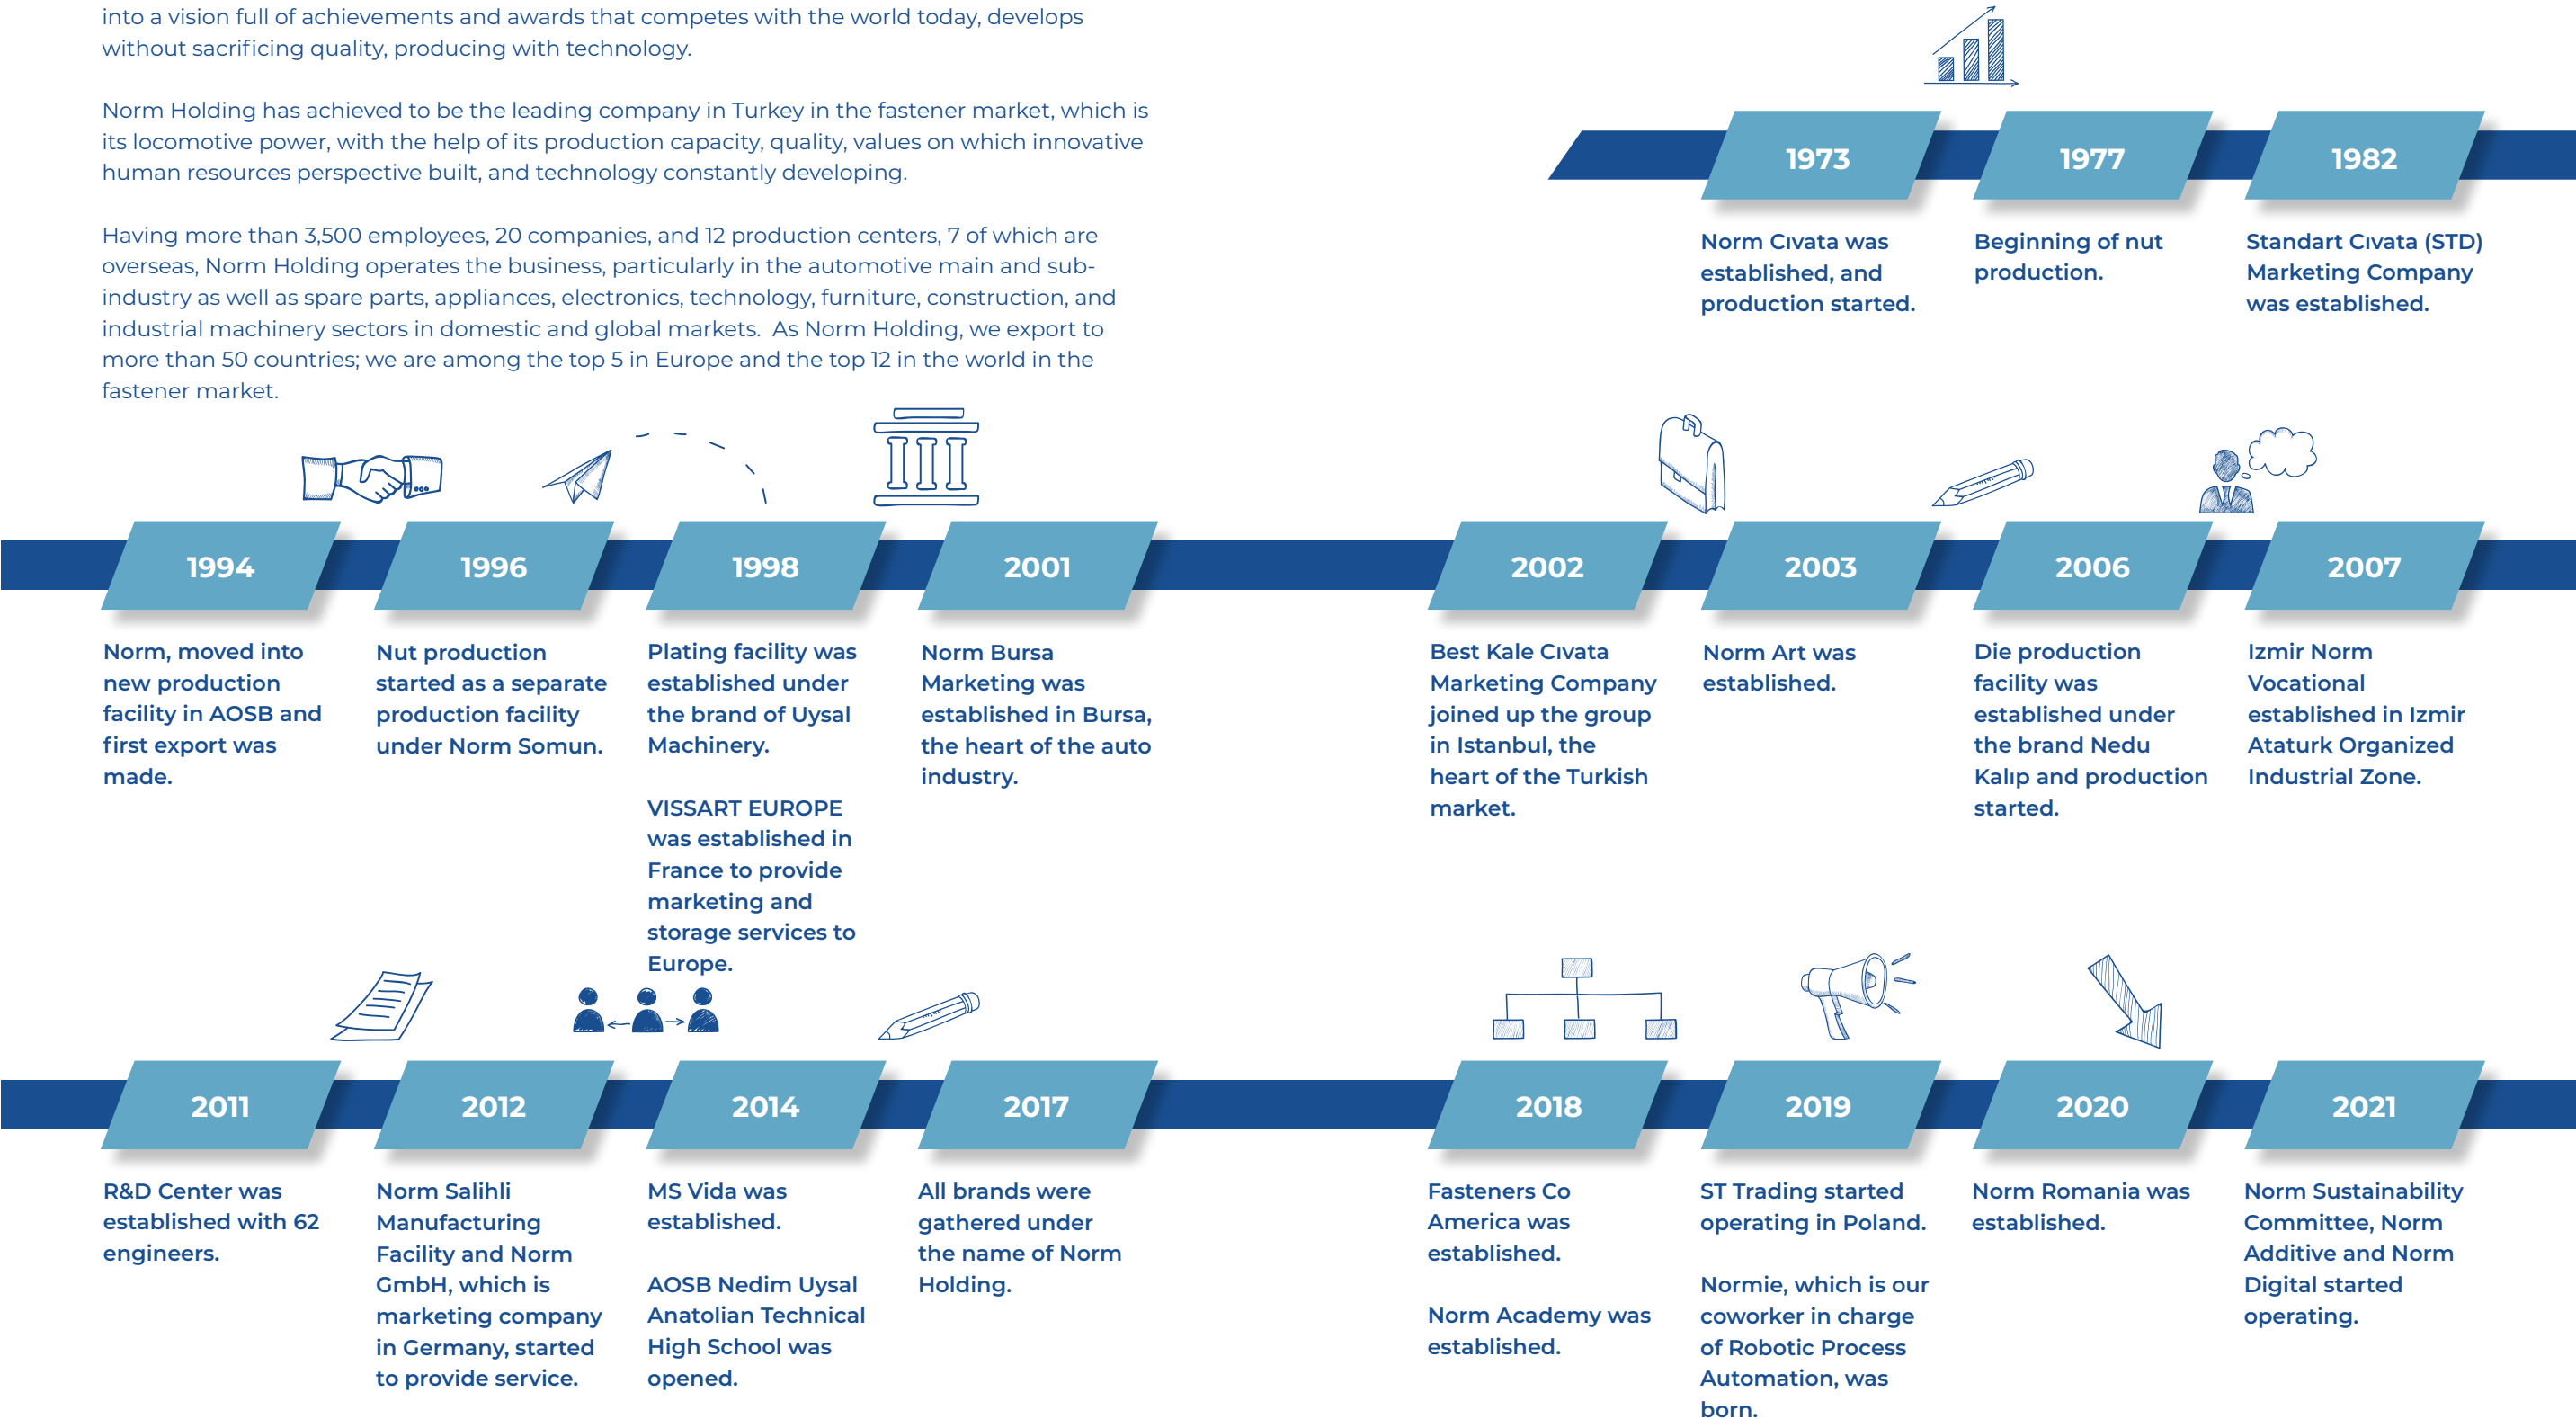 into a vision full of achievements and awards that competes with the world today, develops
without sacrificing quality, producing with technology.
Norm Holding has achieved to be the leading company in Turkey in the fastener market, which is
its locomotive power, with the help of its production capacity, quality, values on which innovative
human resources perspective built, and technology constantly developing.
Having more than 3,500 employees, 20 companies, and 12 production centers, 7 of which are
overseas, Norm Holding operates the business, particularly in the automotive main and sub-
industry as well as spare parts, appliances, electronics, technology, furniture, construction, and
industrial machinery sectors in domestic and global markets.  As Norm Holding, we export to
more than 50 countries; we are among the top 5 in Europe and the top 12 in the world in the
fastener market.
1973
Norm Cıvata was
established, and
production started.
1977
Beginning of nut
production.
1982
Standart Cıvata (STD)
Marketing Company
was established.
1994
Norm, moved into
new production
facility in AOSB and
first export was
made.
1996
Nut production
started as a separate
production facility
under Norm Somun.
1998
Plating facility was
established under
the brand of Uysal
Machinery.
VISSART EUROPE
was established in
France to provide
marketing and
storage services to
Europe.
2001
Norm Bursa
Marketing was
established in Bursa,
the heart of the auto
industry.
2002
Best Kale Cıvata
Marketing Company
joined up the group
in Istanbul, the
heart of the Turkish
market.
2003
Norm Art was
established.
2006
Die production
facility was
established under
the brand Nedu
Kalıp and production
started.
2007
Izmir Norm
Vocational
established in Izmir
Ataturk Organized
Industrial Zone.
2011
R&D Center was
established with 62
engineers.
2012
Norm Salihli
Manufacturing
Facility and Norm
GmbH, which is
marketing company
in Germany, started
to provide service.
2014
MS Vida was
established.
AOSB Nedim Uysal
Anatolian Technical
High School was
opened.
2017
All brands were
gathered under
the name of Norm
Holding.
2018
Fasteners Co
America was
established.
Norm Academy was
established.
2019
ST Trading started
operating in Poland.
Normie, which is our
coworker in charge
of Robotic Process
Automation, was
born.
2020
Norm Romania was
established.
2021
Norm Sustainability
Committee, Norm
Additive and Norm
Digital started
operating.